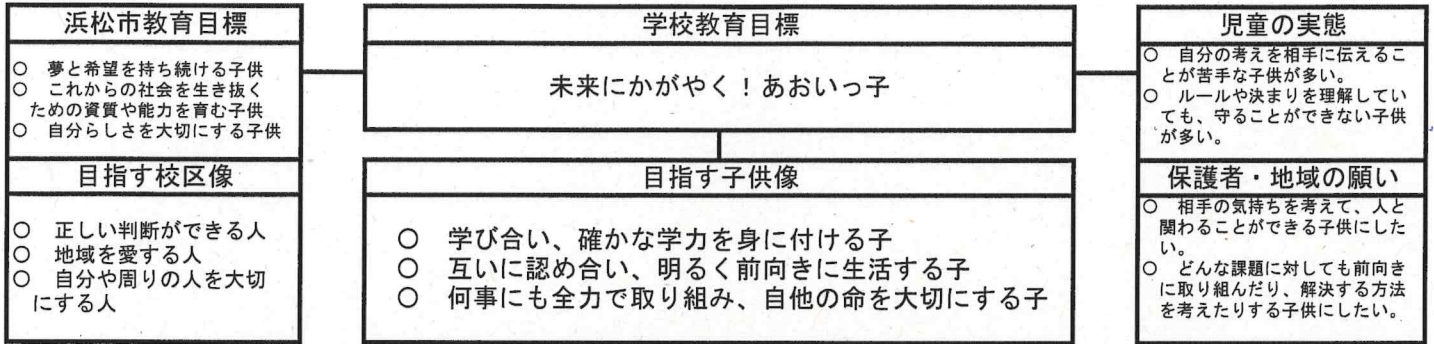 浜松市教育目標
○　夢と希望を持ち続ける子供
○　これからの社会を生き抜く
ための資質や能力を育む子供
○　自分らしさを大切にする子供
目指す校区像
○　正しい判断ができる人
○　地域を愛する人
○　自分や周りの人を大切
にする人
学校教育目標
未来にかがやく！あおいっ子
目指す子供像
○　学び合い、確かな学力を身に付ける子
○　互いに認め合い、明るく前向きに生活する子
○　何事にも全力で取り組み、自他の命を大切にする子
児童の実態
○　自分の考えを相手に伝えるこ
とが苦手な子供が多い。
○　ルールや決まりを理解してい
ても、守ることができない子供
が多い。
保護者・地域の願い
○　相手の気持ちを考えて、人と
関わることができる子供にした
い。
○　どんな課題に対しても前向き
に取り組んだり、解決する方法
を考えたりする子供にしたい。